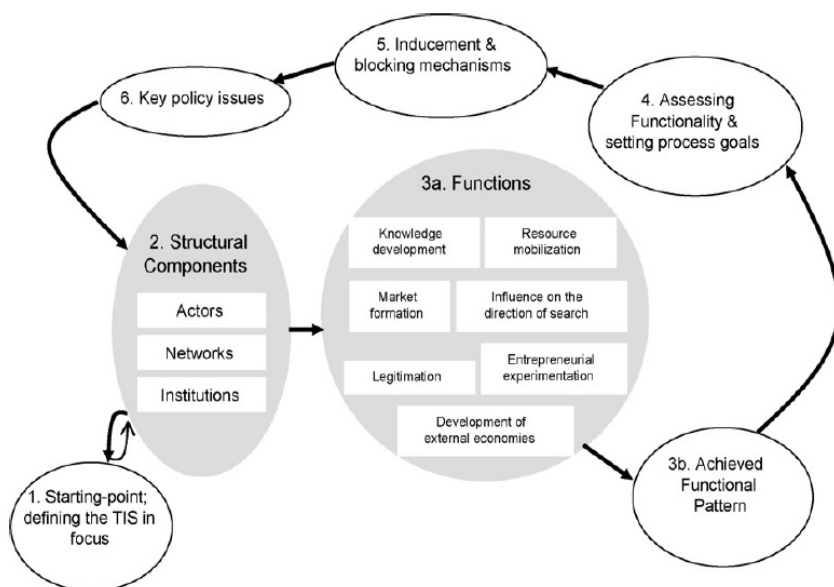 5. Inducement &
blocking mechanisms
6. Key policy issues
4. Assessing
Functionality &
setting process goals
3a. Functions
Knowledge
development
Resource
mobilization
2. Structural
Components
Market
formation
Influence on the
direction of search
Actors
Networks
Institutions
Legitimation
Entrepreneurial
experimentation
Development of
external economies
1. Starting-point;
defining the TIS in
focus
3b. Achieved
Functional
Pattern